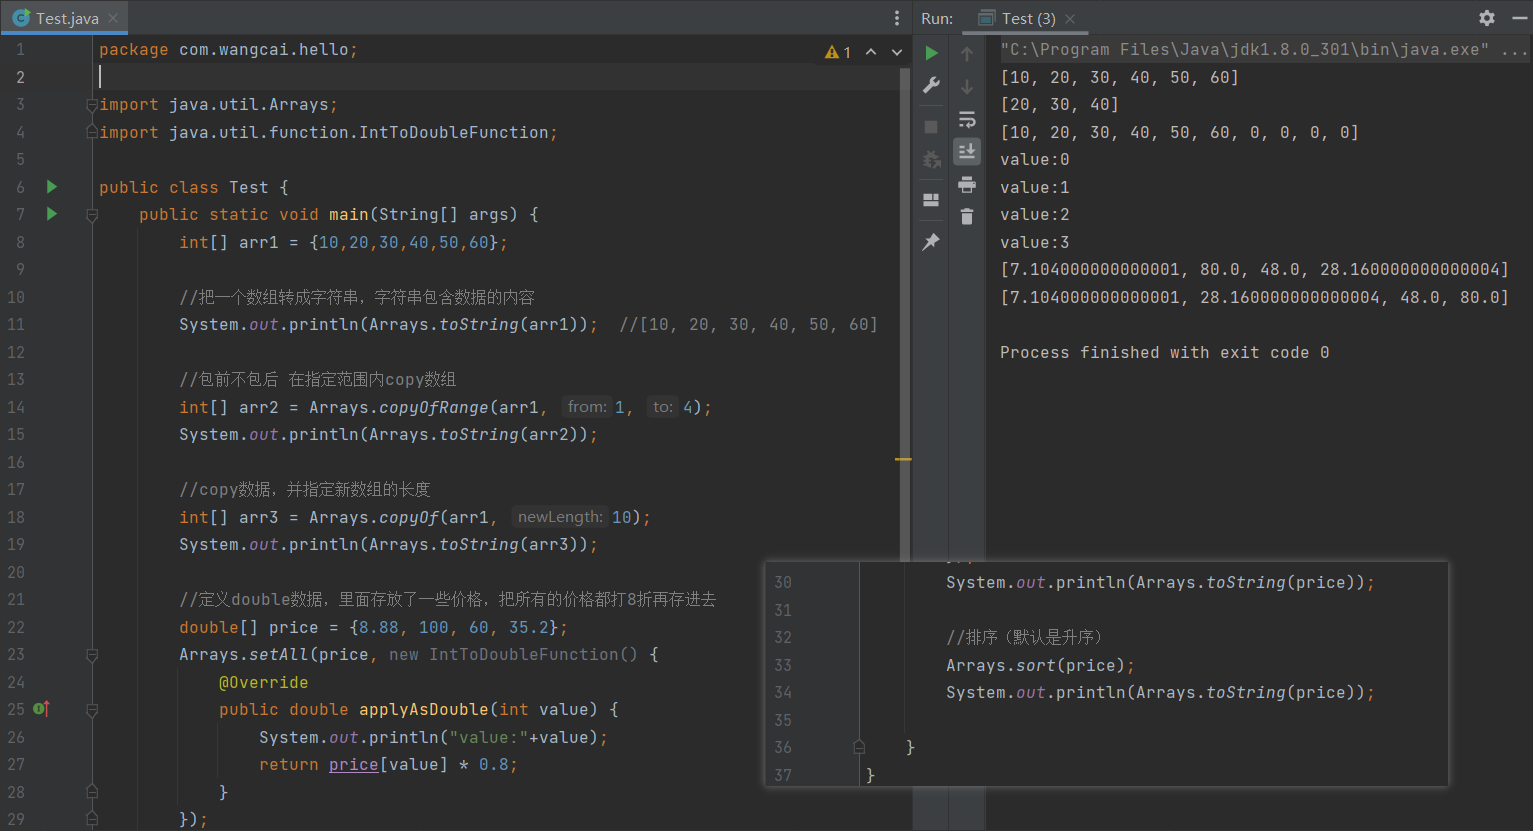 Test.java
1 package com.wangcai.hello;
1
2
3 import java.util.Arrays;
4 import java.util.function.IntToDoubleFunction;
5
6 public class Test {
7 public static void main(String[] args) {
8 int[] arr1 = {10,20,30,40,50,60};
9
10 //把一个数组转成字符串，字符串包含数据的内容
11 System.out.println(Arrays.toString(arr1)); //[10, 20, 30, 40, 50, 60]
12
13 //包前不包后 在指定范围内copy数组
14 int[] arr2 = Arrays.copyOfRange(arr1, from: 1, to: 4);
15 System.out.println(Arrays.toString(arr2));
16
17 //copy数据，并指定新数组的长度
18 int[] arr3 = Arrays.copyOf(arr1, newLength: 10);
19 System.out.println(Arrays.toString(arr3));
20
21 //定义double数据，里面存放了一些价格，把所有的价格都打8折再存进去
22 double[] price = {8.88, 100, 60, 35.2};
23 Arrays.setAll(price, new IntToDoubleFunction() {
24 @Override
25 public double applyAsDouble(int value) {
26 System.out.println("value:"+value);
27 return price[value] * 0.8;
28 }
29 });
30 System.out.println(Arrays.toString(price));
31
32 //排序（默认是升序）
33 Arrays.sort(price);
34 System.out.println(Arrays.toString(price));
35
36 }
37 }
Run: Test (3)
"C:\Program Files\Java\jdk1.8.0_301\bin\java.exe" ...
[10, 20, 30, 40, 50, 60]
[20, 30, 40]
[10, 20, 30, 40, 50, 60, 0, 0, 0, 0]
value:0
value:1
value:2
value:3
[7.104000000000001, 80.0, 48.0, 28.160000000000004]
[7.104000000000001, 28.160000000000004, 48.0, 80.0]
Process finished with exit code 0